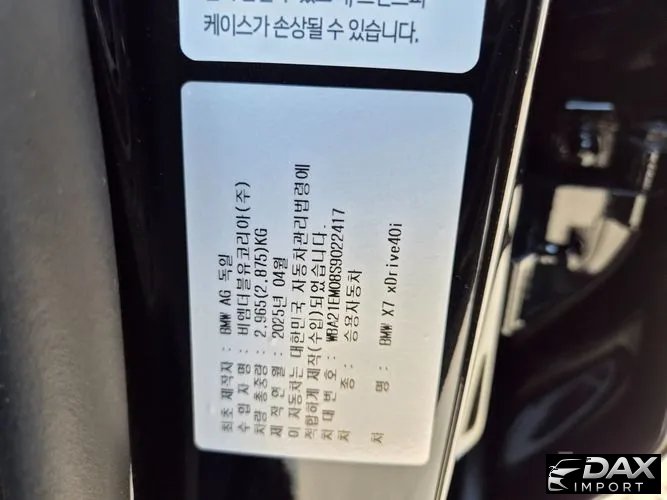 케이스가 손상될 수 있습니다.
최초 제작자 : BMW AG 독일
수 입 자 명 : 비엠더블유코리아(주)
차량 총중량 : 2,965(2,875)KG
제 작 연 월 : 2025년 04월
이 자동차는 대한민국 자동차관리법령에
적합하게 제작(수입)되었습니다.
차 대 번 호 : WBA21EM08S9022417
차 종 : 승용자동차
차 명 : BMW X7 xDrive40i
DAX
IMPORT